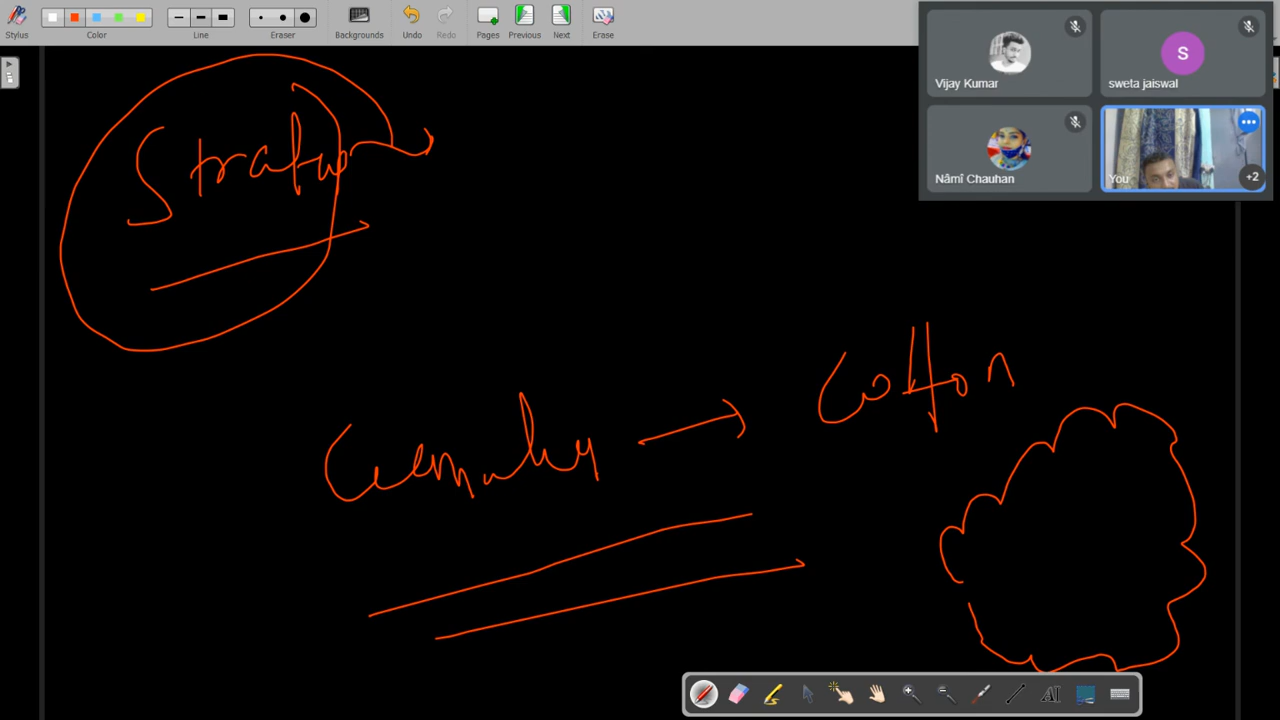 Stylus
Color
Line
Eraser
Backgrounds
Undo
Redo
Pages
Previous
Next
Erase
Vijay Kumar
S
sweta jaiswal
Nâmî Chauhan
You
+2
Cotton